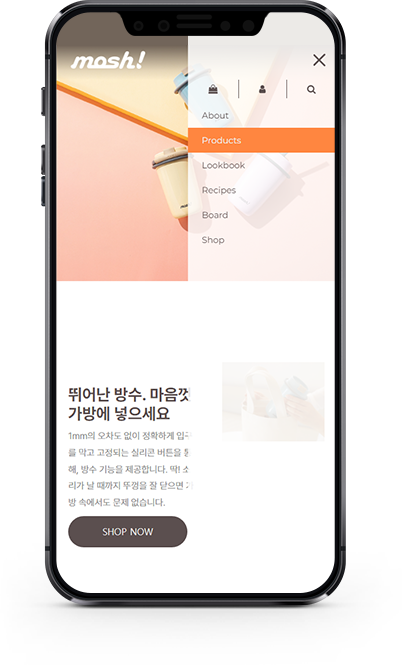 mosh!
About
Products
Lookbook
Recipes
Board
Shop
뛰어난 방수. 마음껏
가방에 넣으세요
1mm의 오차도 없이 정확하게 입구
를 막고 고정되는 실리콘 버튼을 통
해, 방수 기능을 제공합니다. 딱! 소
리가 날 때까지 뚜껑을 잘 닫으면 가
방 속에서도 문제 없습니다.
SHOP NOW